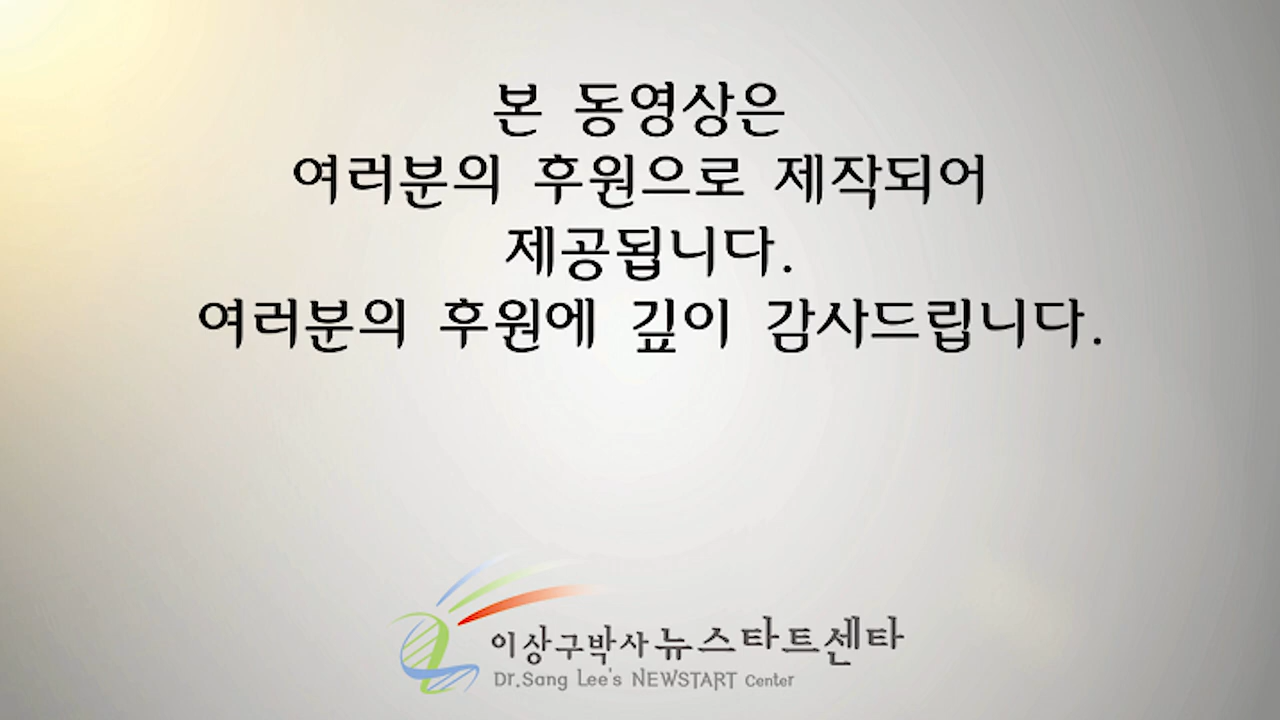 본 동영상은
여러분의 후원으로 제작되어
제공됩니다.
여러분의 후원에 깊이 감사드립니다.
이상구박사 뉴스타트센타
Dr.Sang Lee's NEWSTART Center